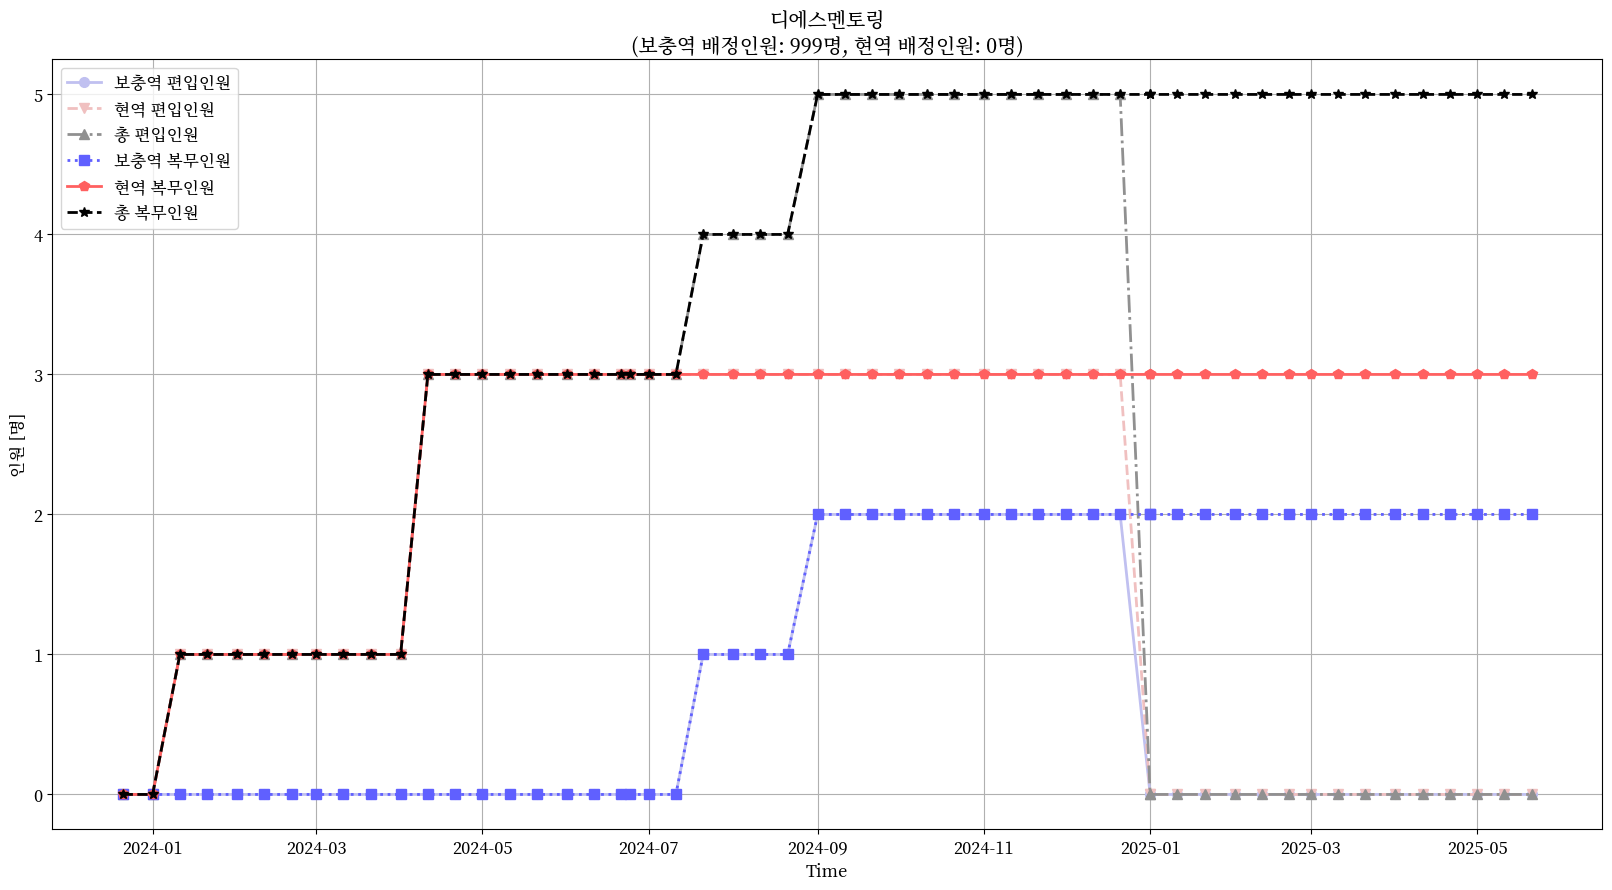 디에스멘토링
(보충역 배정인원: 999명, 현역 배정인원: 0명)
보충역 편입인원
현역 편입인원
총 편입인원
보충역 복무인원
현역 복무인원
총 복무인원
인원 [명]
5
4
3
2
1
0
2024-01
2024-03
2024-05
2024-07
2024-09
2024-11
2025-01
2025-03
2025-05
Time